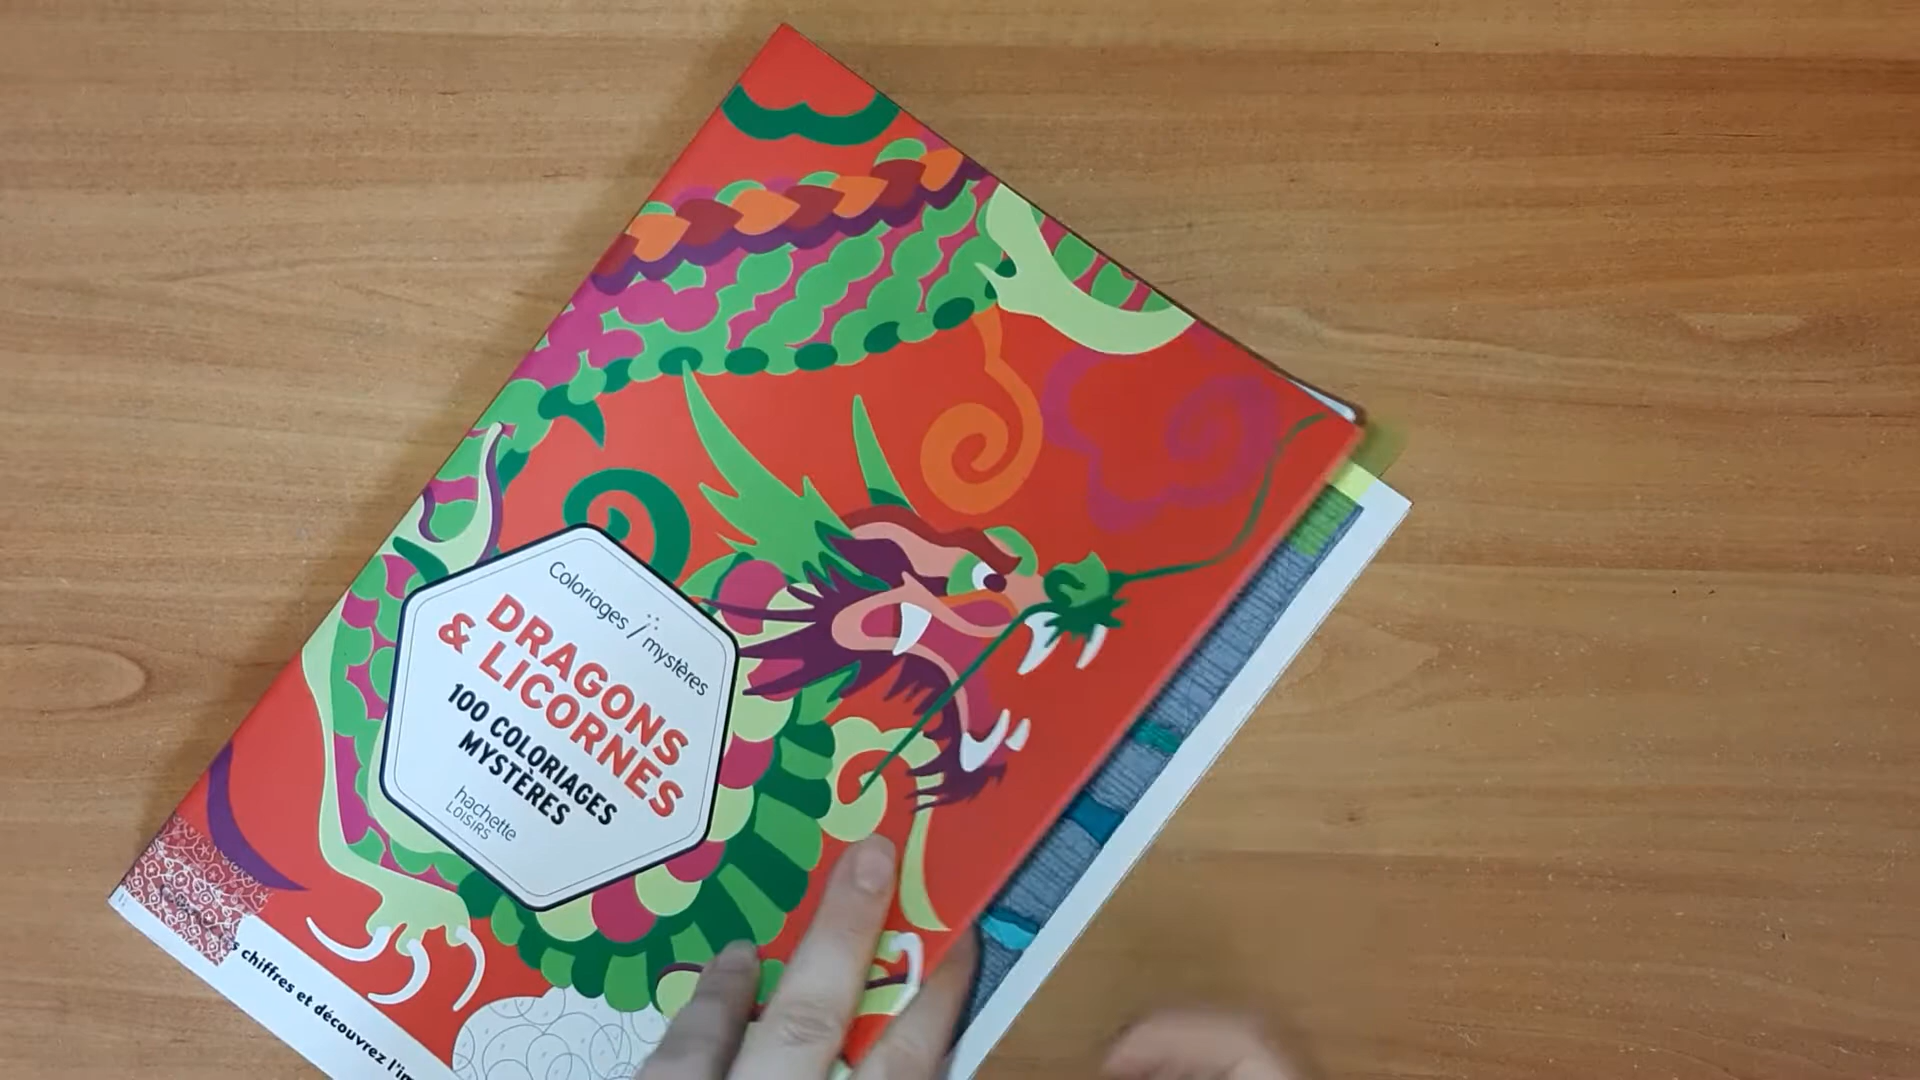 Coloriages mystères
DRAGONS
& LICORNES
100 COLORIAGES
MYSTÈRES
hachette
LOISIRS
chiffres et découvrez